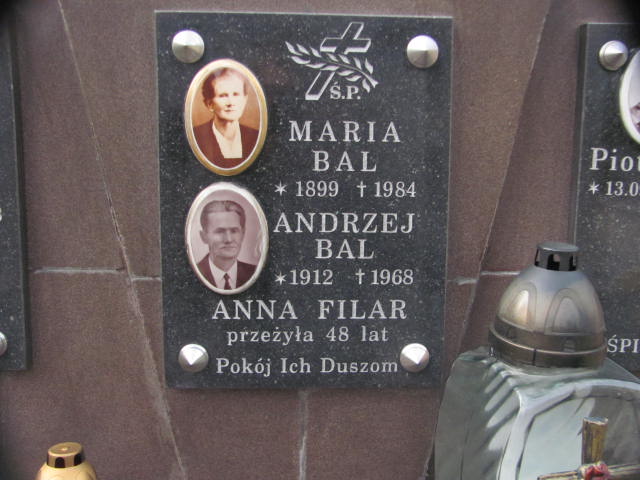 Ś.P.
MARIA
BAL
* 1899 † 1984
ANDRZEJ
BAL
* 1912 † 1968
ANNA FILAR
przeżyła 48 lat
Pokój Ich Duszom